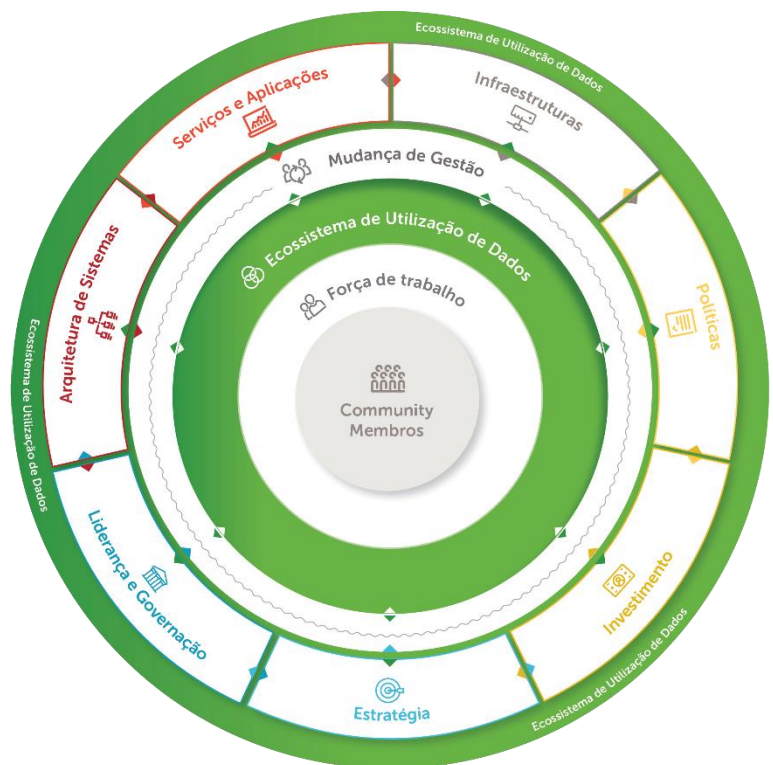 Ecossistema de Utilização de Dados
Serviços e Aplicações
Infraestruturas
Mudança de Gestão
Ecossistema de Utilização de Dados
Força de trabalho
Community
Membros
Arquitetura de Sistemas
Políticas
Ecossistema de Utilização de Dados
Liderança e Governação
Investimento
Estratégia
Ecossistema de Utilização de Dados